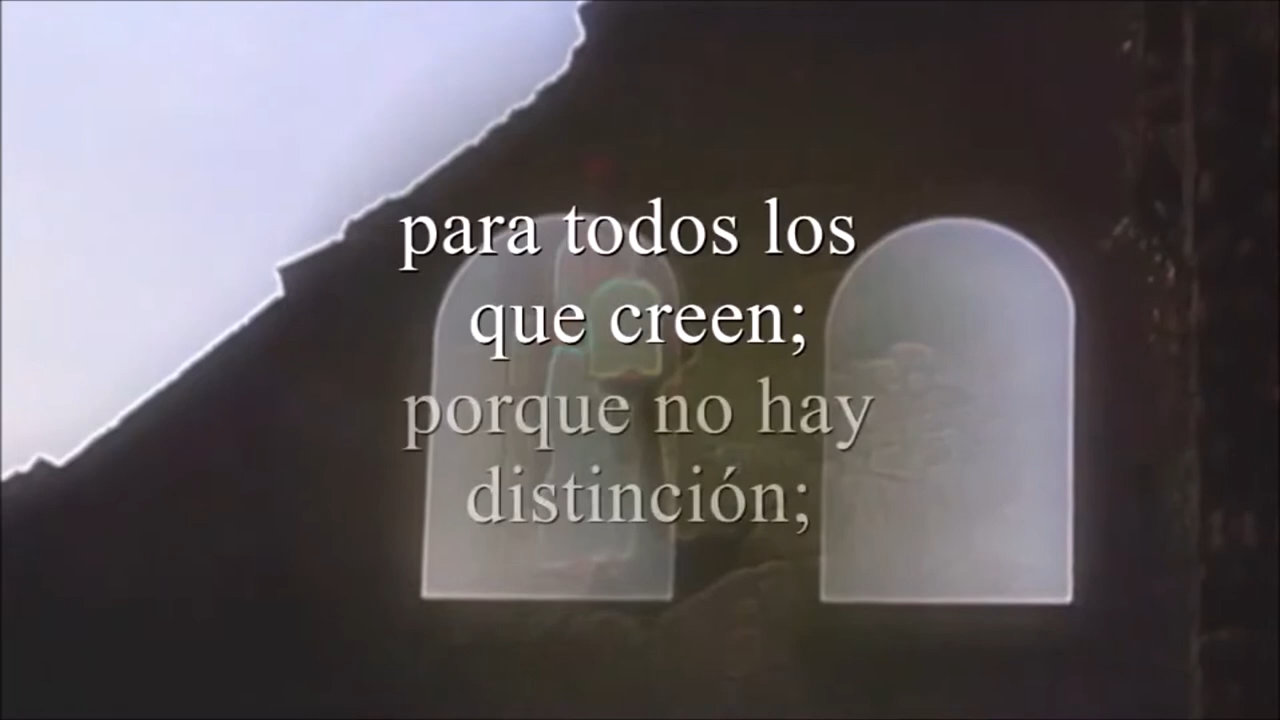 para todos los
que creen;
porque no hay
distinción;